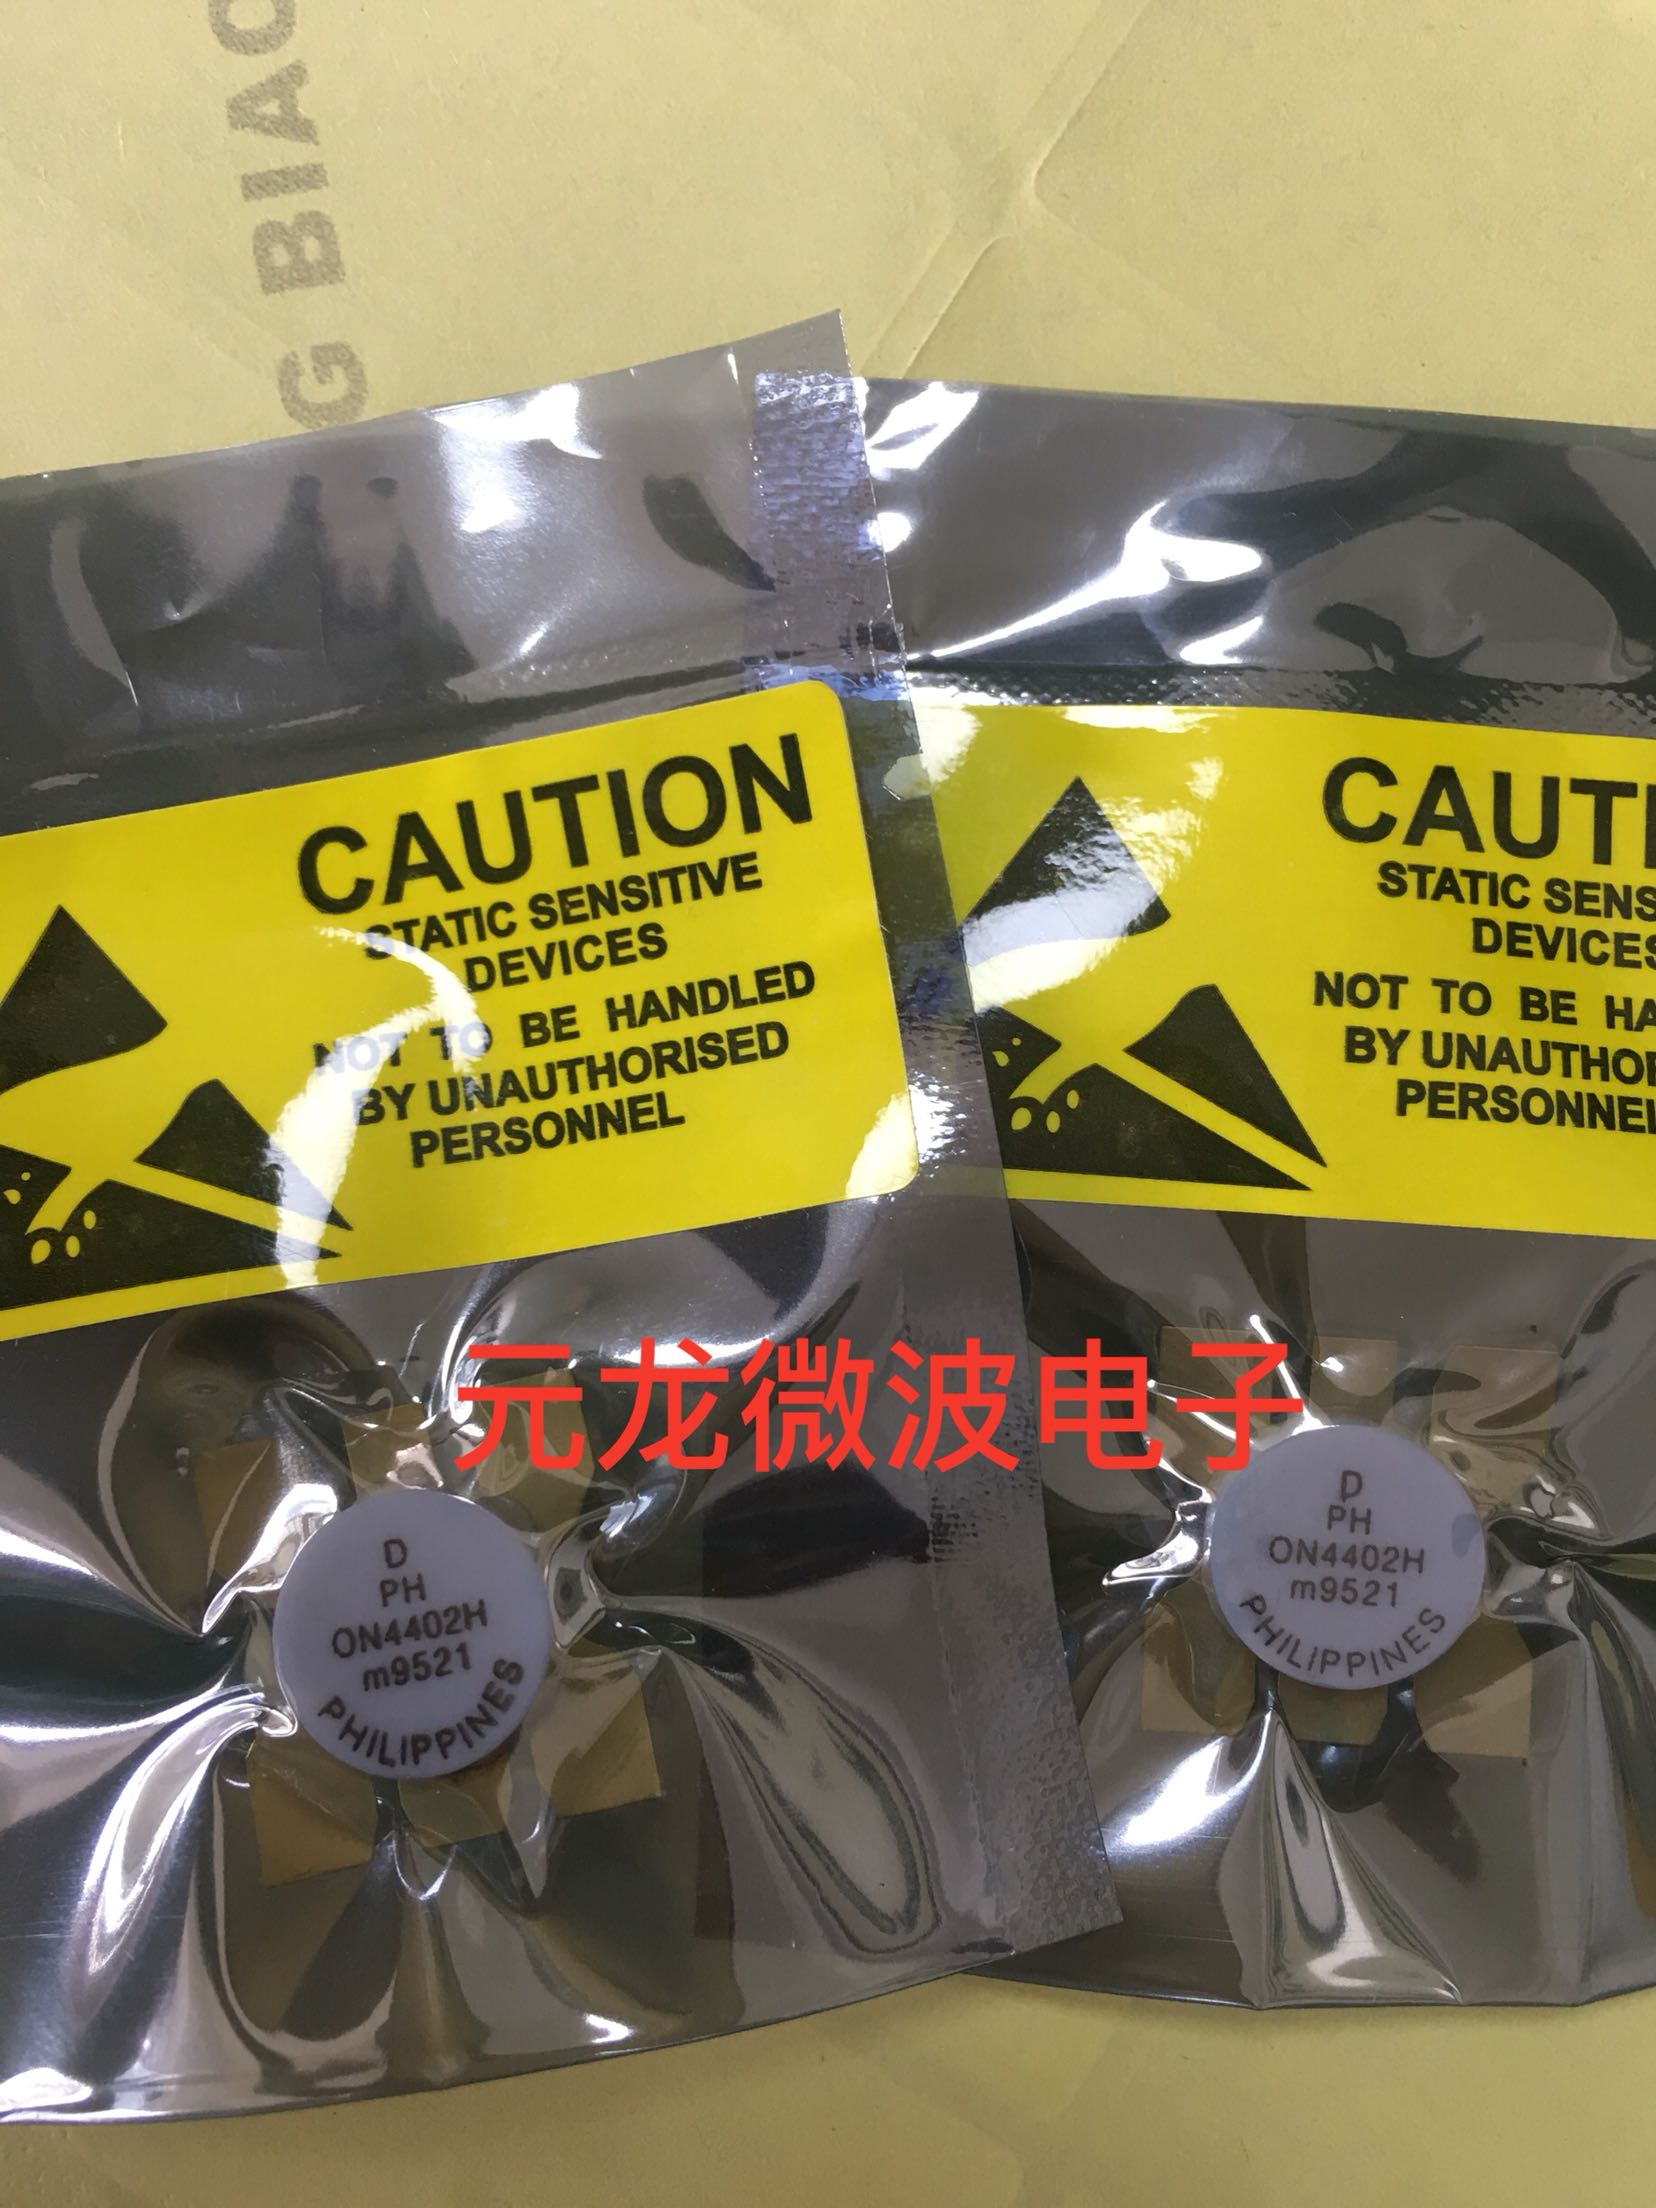 G BIAO
CAUTION
STATIC SENSITIVE
DEVICES
NOT TO BE HANDLED
BY UNAUTHORISED
PERSONNEL
CAUTI
STATIC SENS
DEVICES
NOT TO BE HA
BY UNAUTHOR
PERSONNEL
元龙微波电子
D
PH
ON4402H
m9521
PHILIPPINES
D
PH
ON4402H
m9521
PHILIPPINES